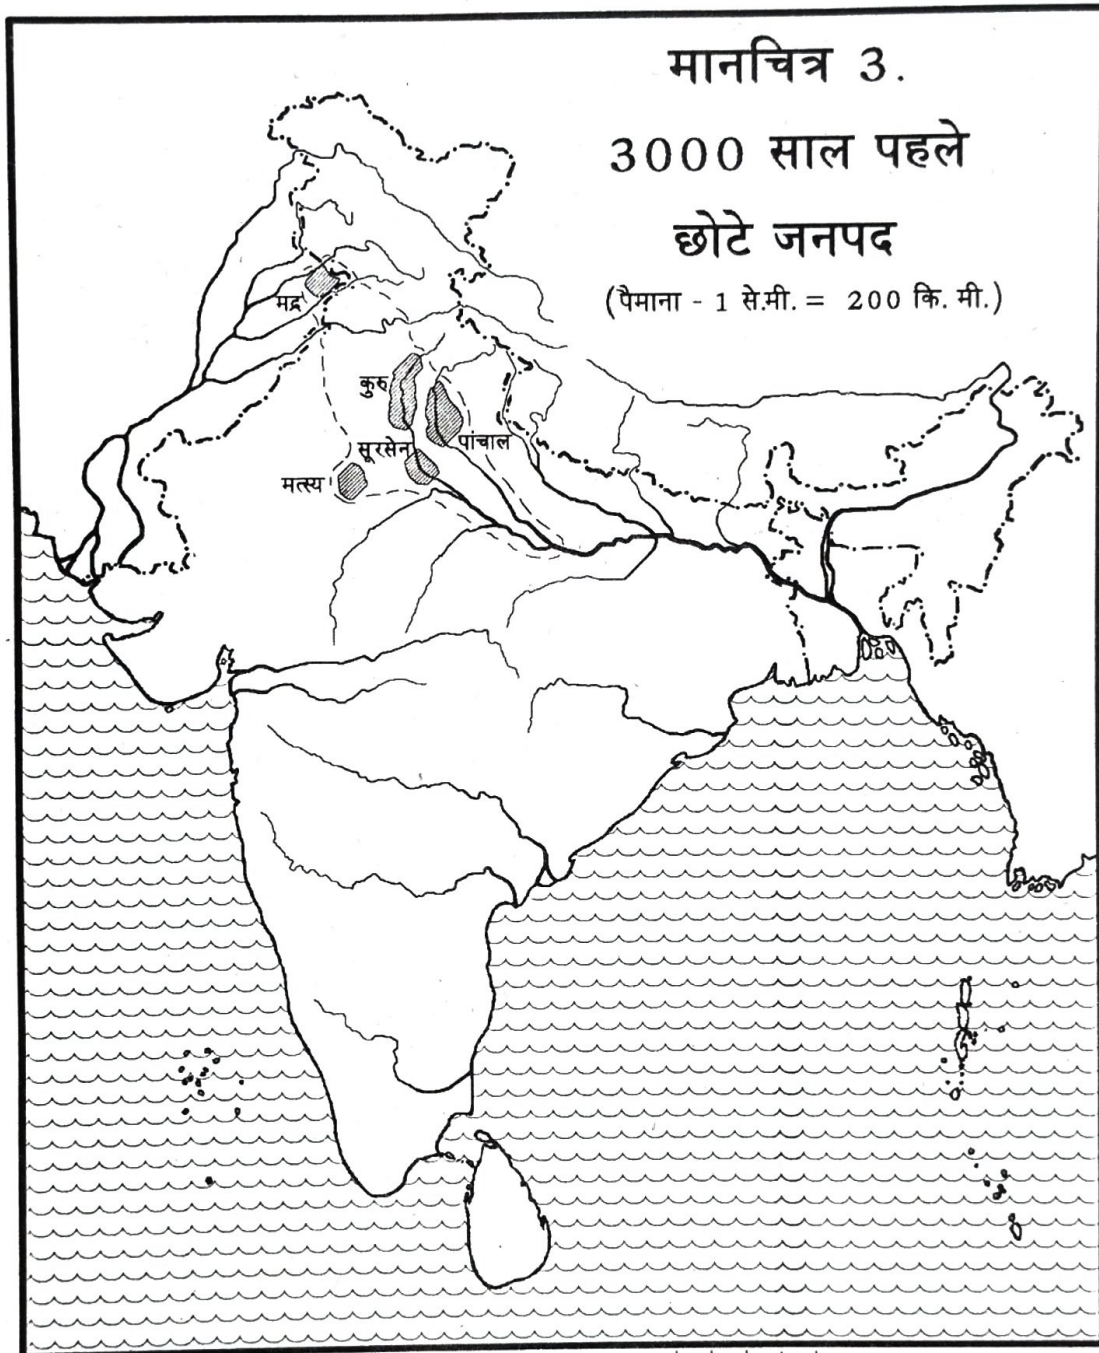 मानचित्र 3.
3000 साल पहले
छोटे जनपद
(पैमाना - 1 से.मी. = 200 कि. मी.)
मद्र
कुरु
सूरसेन
पांचाल
मत्स्य